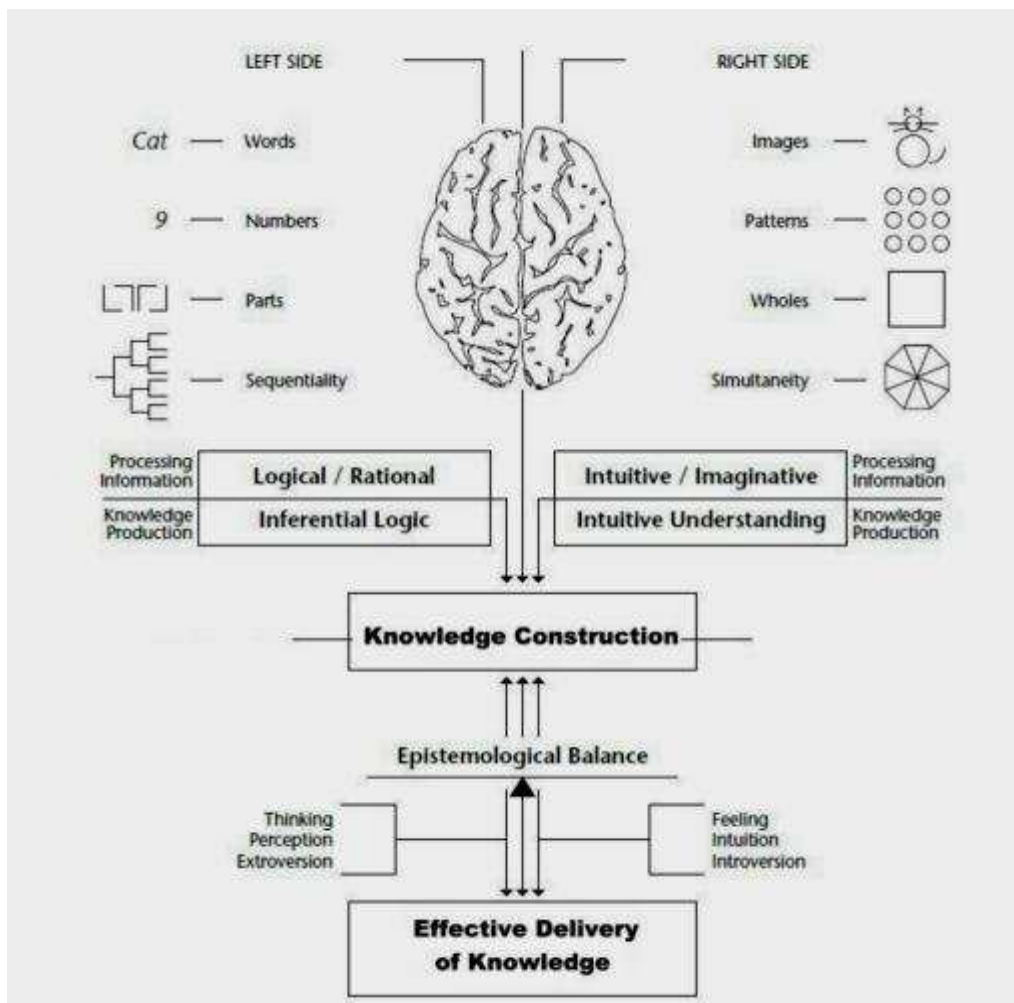 LEFT SIDE
RIGHT SIDE
Cat
Words
Images
9
Numbers
Patterns
Parts
Wholes
Sequentiality
Simultaneity
Processing
Information
Logical / Rational
Intuitive / Imaginative
Processing
Information
Knowledge
Production
Inferential Logic
Intuitive Understanding
Knowledge
Production
Knowledge Construction
Epistemological Balance
Thinking
Perception
Extroversion
Feeling
Intuition
Introversion
Effective Delivery
of Knowledge